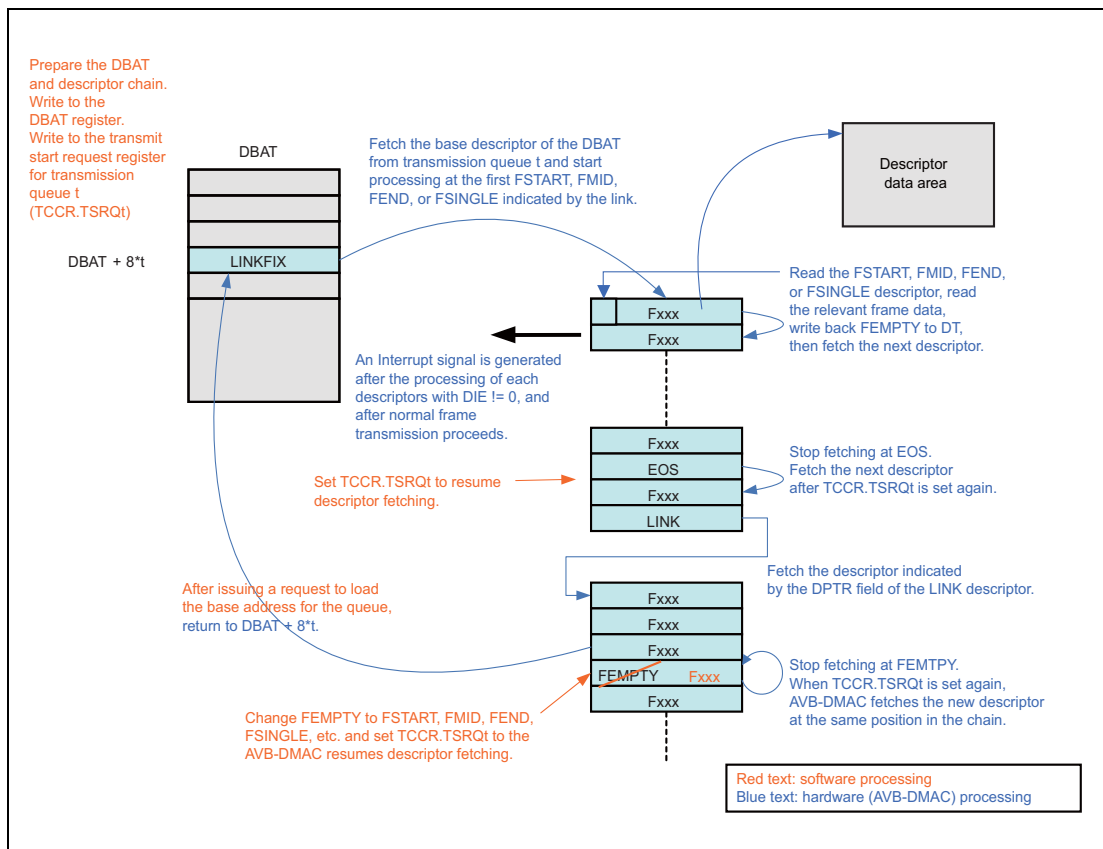 Prepare the DBAT
and descriptor chain.
Write to the
DBAT register.
Write to the transmit
start request register
for transmission
queue t
(TCCR.TSRQt)
DBAT
Fetch the base descriptor of the DBAT
from transmission queue t and start
processing at the first FSTART, FMID,
FEND, or FSINGLE indicated by the link.
Descriptor
data area
DBAT + 8*t
LINKFIX
Read the FSTART, FMID, FEND,
or FSINGLE descriptor, read
the relevant frame data,
write back FEMPTY to DT,
then fetch the next descriptor.
Fxxx
Fxxx
An Interrupt signal is generated
after the processing of each
descriptors with DIE != 0, and
after normal frame
transmission proceeds.
Fxxx
EOS
Fxxx
LINK
Stop fetching at EOS.
Fetch the next descriptor
after TCCR.TSRQt is set again.
Set TCCR.TSRQt to resume
descriptor fetching.
Fetch the descriptor indicated
by the DPTR field of the LINK descriptor.
After issuing a request to load
the base address for the queue,
return to DBAT + 8*t.
Fxxx
Fxxx
Fxxx
FEMPTY Fxxx
Fxxx
Stop fetching at FEMTPY.
When TCCR.TSRQt is set again,
AVB-DMAC fetches the new descriptor
at the same position in the chain.
Change FEMPTY to FSTART, FMID, FEND,
FSINGLE, etc. and set TCCR.TSRQt to the
AVB-DMAC resumes descriptor fetching.
Red text: software processing
Blue text: hardware (AVB-DMAC) processing